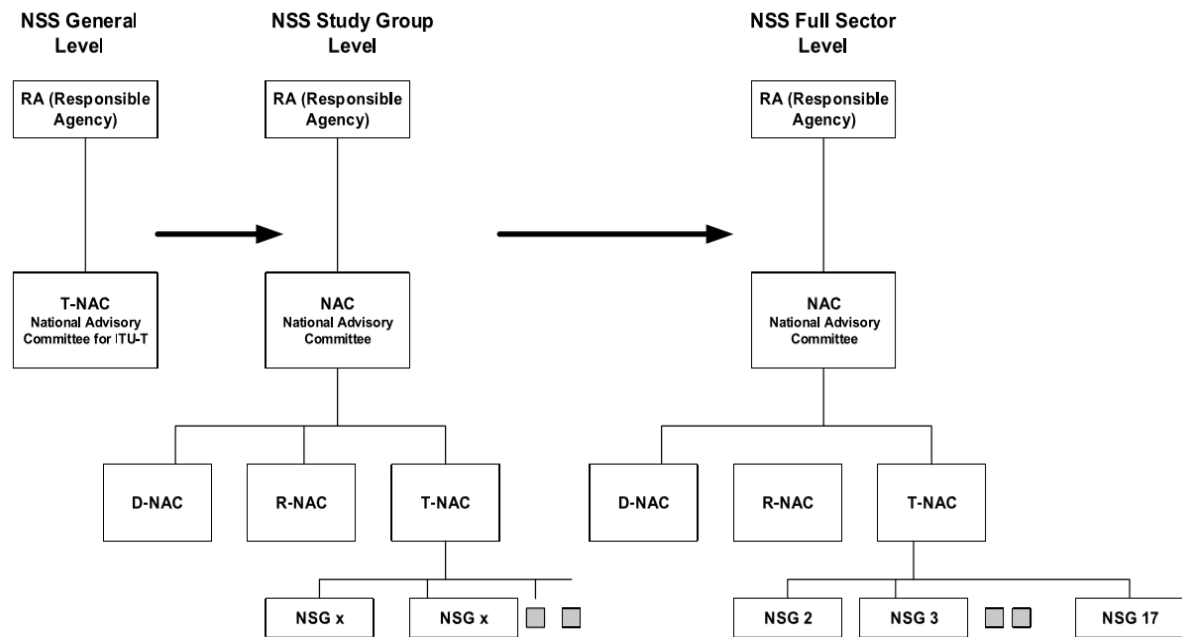 NSS General
Level
NSS Study Group
Level
NSS Full Sector
Level
RA (Responsible
Agency)
RA (Responsible
Agency)
RA (Responsible
Agency)
T-NAC
National Advisory
Committee for ITU-T
NAC
National Advisory
Committee
NAC
National Advisory
Committee
D-NAC
R-NAC
T-NAC
D-NAC
R-NAC
T-NAC
NSG x
NSG x
NSG 2
NSG 3
NSG 17